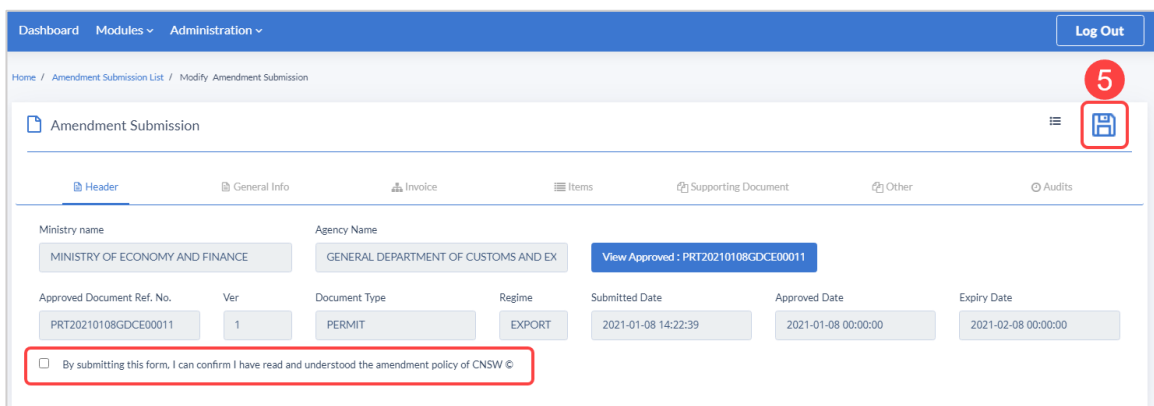 Dashboard Modules Administration Log Out
Home / Amendment Submission List / Modify Amendment Submission
5
Amendment Submission
Header General Info Invoice Items Supporting Document Other Audits
Ministry name Agency Name
MINISTRY OF ECONOMY AND FINANCE GENERAL DEPARTMENT OF CUSTOMS AND EX View Approved : PRT20210108GDCE00011
Approved Document Ref. No. Ver Document Type Regime Submitted Date Approved Date Expiry Date
PRT20210108GDCE00011 1 PERMIT EXPORT 2021-01-08 14:22:39 2021-01-08 00:00:00 2021-02-08 00:00:00
By submitting this form, I can confirm I have read and understood the amendment policy of CNSW ©